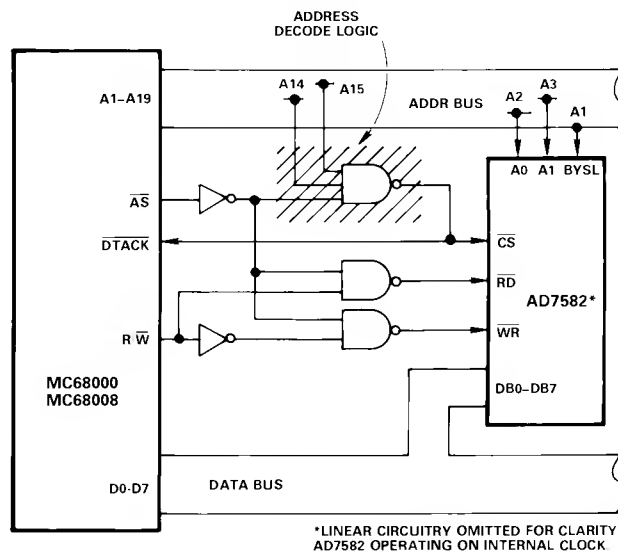 ADDRESS
DECODE LOGIC
A14
A15
A1–A19
ADDR BUS
A2
A3
A1
A0 A1 BYSL
AS
DTACK
CS
RD
AD7582*
R W
WR
MC68000
MC68008
DB0–DB7
D0-D7
DATA BUS
*LINEAR CIRCUITRY OMITTED FOR CLARITY
AD7582 OPERATING ON INTERNAL CLOCK.